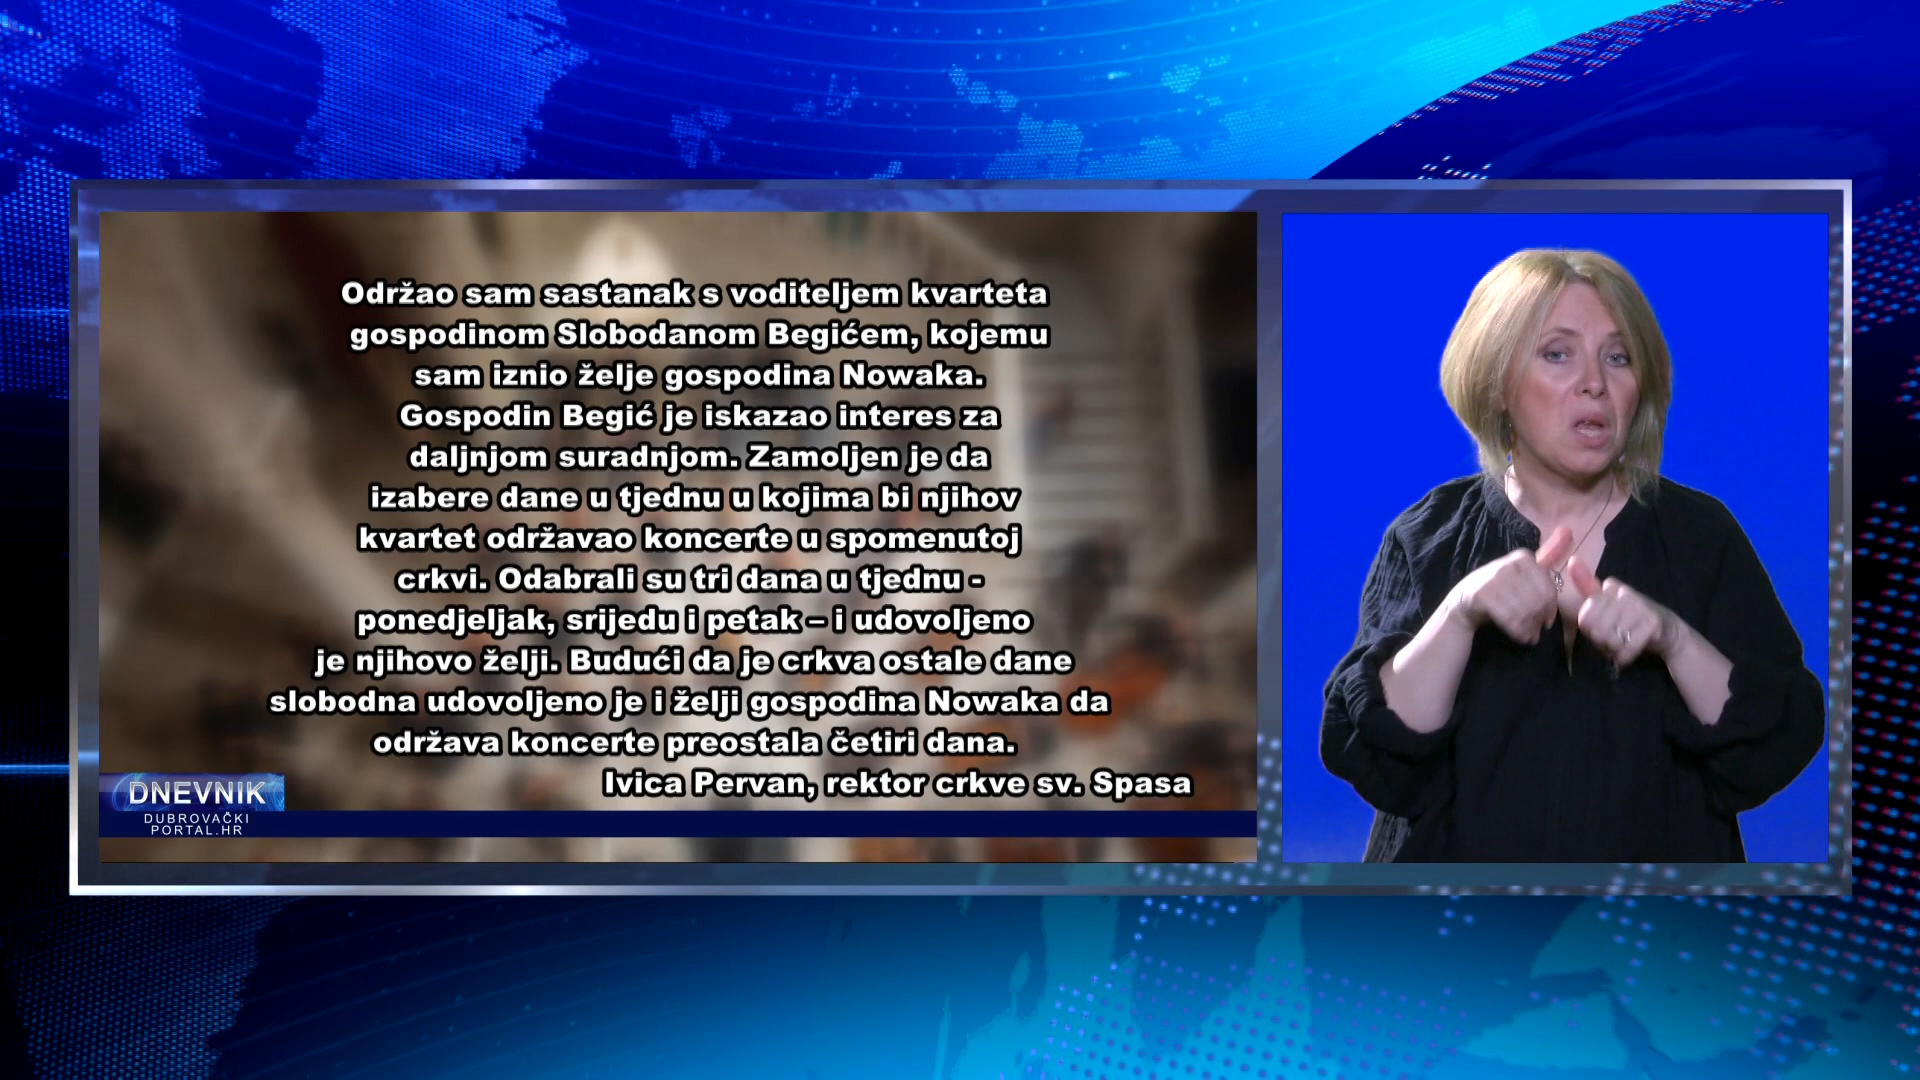 Održao sam sastanak s voditeljem kvarteta
gospodinom Slobodanom Begićem, kojemu
sam iznio želje gospodina Nowaka.
Gospodin Begić je iskazao interes za
daljnjom suradnjom. Zamoljen je da
izabere dane u tjednu u kojima bi njihov
kvartet održavao koncerte u spomenutoj
crkvi. Odabrali su tri dana u tjednu -
ponedjeljak, srijedu i petak – i udovoljeno
je njihovo želji. Budući da je crkva ostale dane
slobodna udovoljeno je i želji gospodina Nowaka da
održava koncerte preostala četiri dana.
Ivica Pervan, rektor crkve sv. Spasa
DNEVNIK
DUBROVAČKI
PORTAL.HR